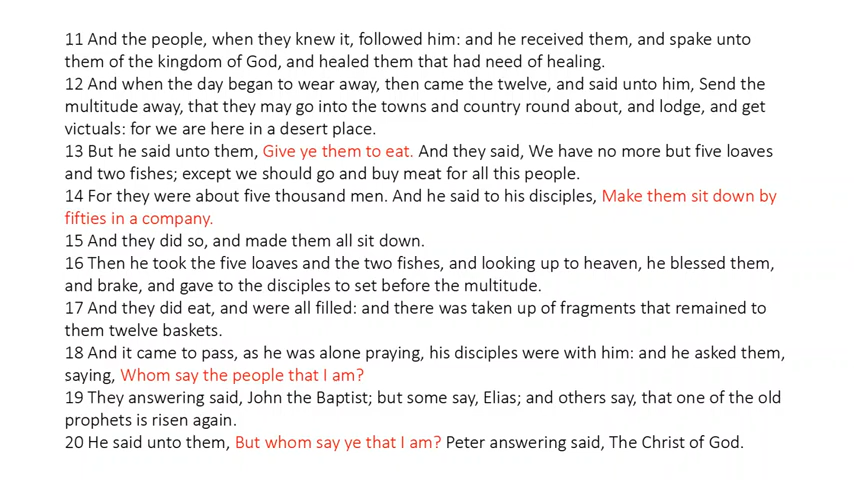 11 And the people, when they knew it, followed him: and he received them, and spake unto
them of the kingdom of God, and healed them that had need of healing.
12 And when the day began to wear away, then came the twelve, and said unto him, Send the
multitude away, that they may go into the towns and country round about, and lodge, and get
victuals: for we are here in a desert place.
13 But he said unto them, Give ye them to eat. And they said, We have no more but five loaves
and two fishes; except we should go and buy meat for all this people.
14 For they were about five thousand men. And he said to his disciples, Make them sit down by
fifties in a company.
15 And they did so, and made them all sit down.
16 Then he took the five loaves and the two fishes, and looking up to heaven, he blessed them,
and brake, and gave to the disciples to set before the multitude.
17 And they did eat, and were all filled: and there was taken up of fragments that remained to
them twelve baskets.
18 And it came to pass, as he was alone praying, his disciples were with him: and he asked them,
saying, Whom say the people that I am?
19 They answering said, John the Baptist; but some say, Elias; and others say, that one of the old
prophets is risen again.
20 He said unto them, But whom say ye that I am? Peter answering said, The Christ of God.